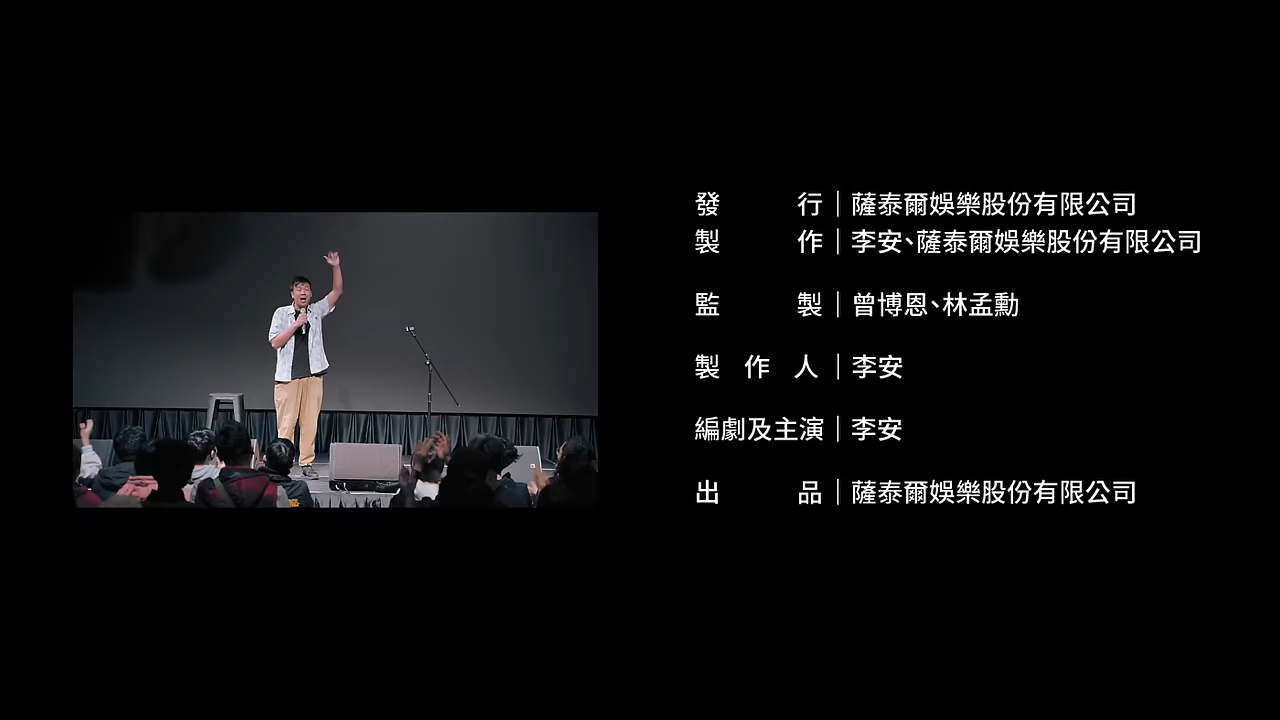 發行｜薩泰爾娛樂股份有限公司
製作｜李安、薩泰爾娛樂股份有限公司
監製｜曾博恩、林孟勳
製作人｜李安
編劇及主演｜李安
出品｜薩泰爾娛樂股份有限公司